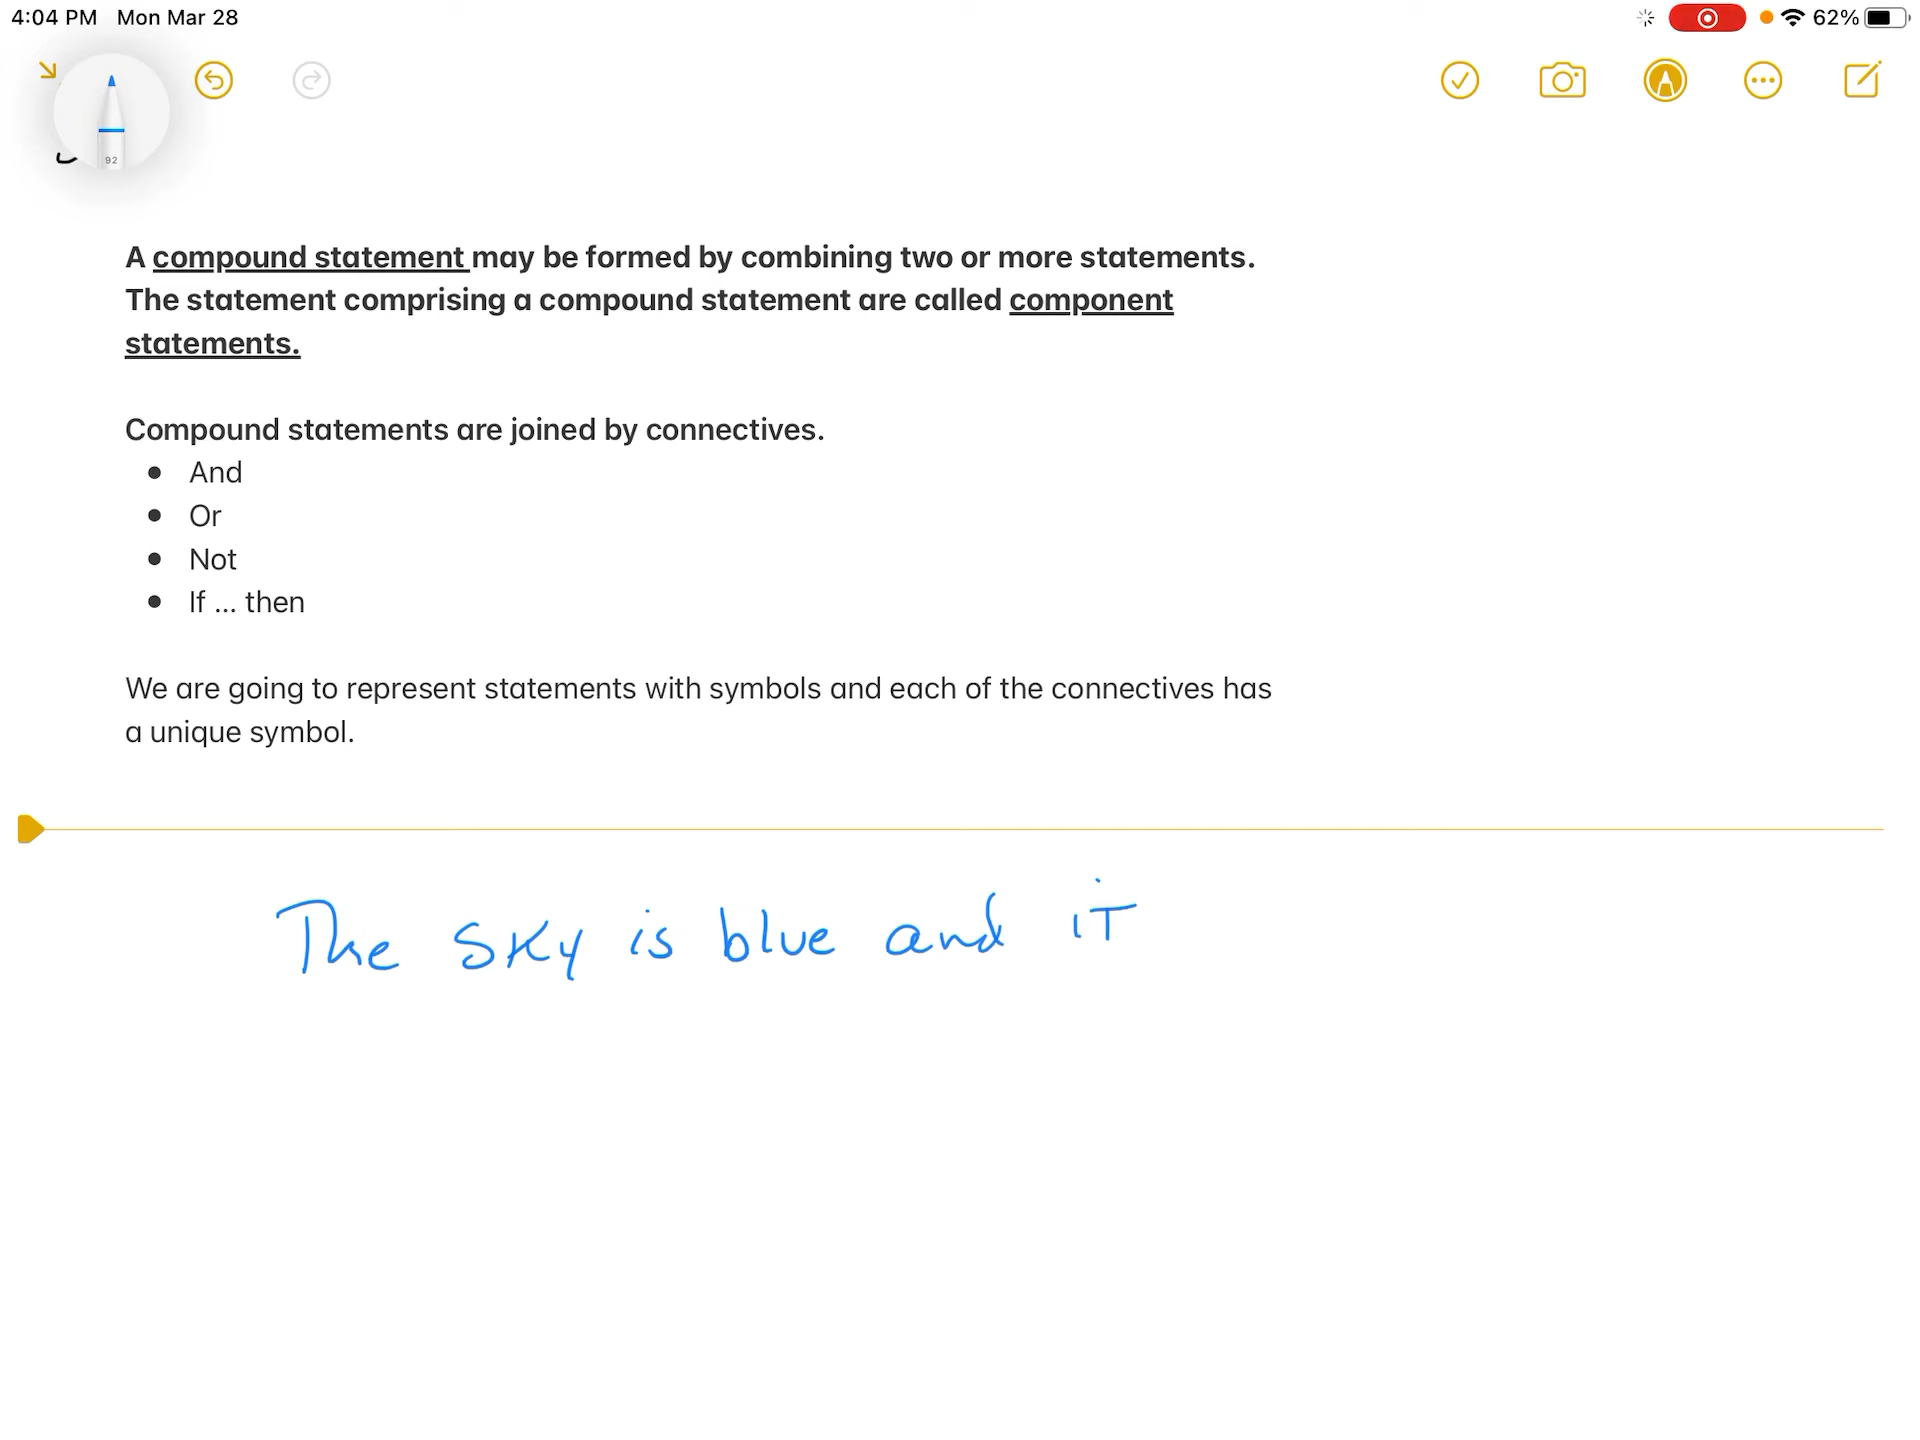 4:04 PM Mon Mar 28 62%
92
A compound statement may be formed by combining two or more statements.
The statement comprising a compound statement are called component
statements.
Compound statements are joined by connectives.
• And
• Or
• Not
• If ... then
We are going to represent statements with symbols and each of the connectives has
a unique symbol.
The sky is blue and it